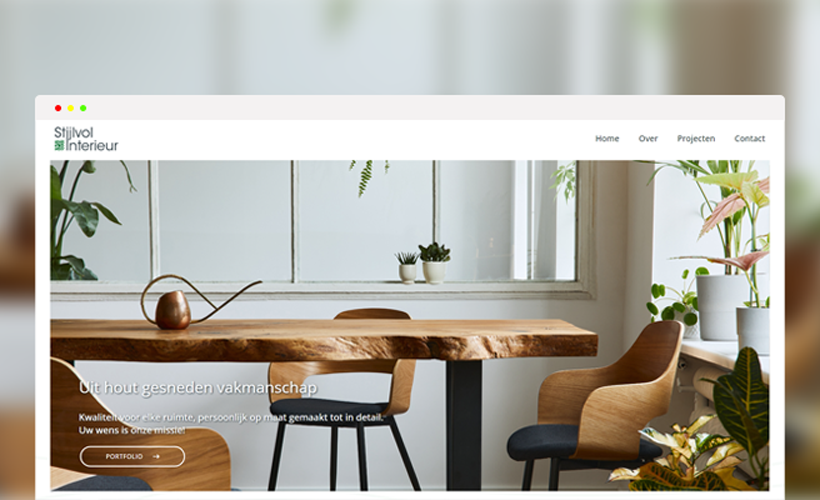 Stijlvol
Interieur
Home
Over
Projecten
Contact
Uit hout gesneden vakmanschap
Kwaliteit voor elke ruimte, persoonlijk op maat gemaakt tot in detail.
Uw wens is onze missie!
PORTFOLIO →